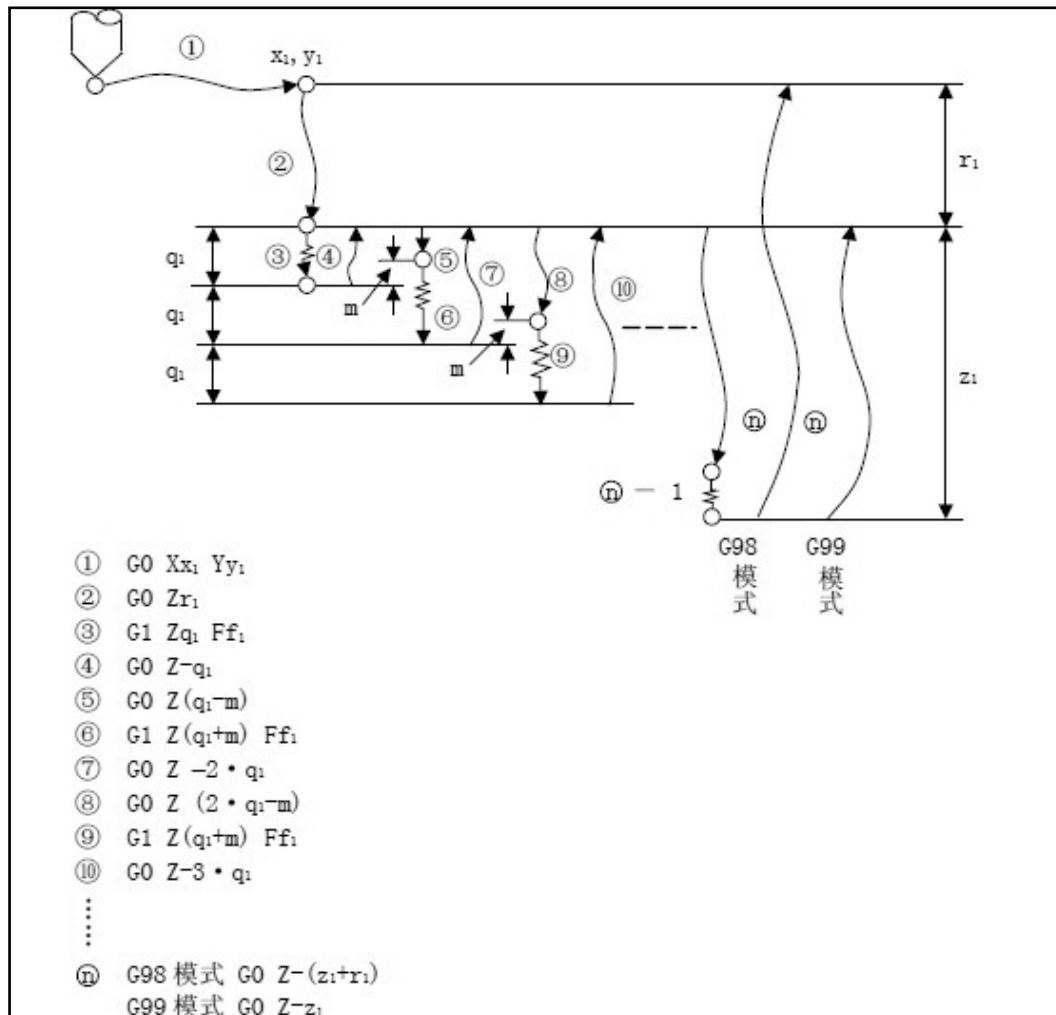 ①
x₁, y₁
②
r₁
q₁
③
④
⑤
⑦
⑧
⑩
m
q₁
⑥
z₁
m
⑨
q₁
ⓝ
ⓝ
ⓝ － 1
G98
模
式
G99
模
式
① G0 Xx₁ Yy₁
② G0 Zr₁
③ G1 Zq₁ Ff₁
④ G0 Z-q₁
⑤ G0 Z(q₁-m)
⑥ G1 Z(q₁+m) Ff₁
⑦ G0 Z −2・q₁
⑧ G0 Z (2・q₁-m)
⑨ G1 Z(q₁+m) Ff₁
⑩ G0 Z-3・q₁
ⓝ G98 模式 G0 Z-(z₁+r₁)
G99 模式 G0 Z-z₁